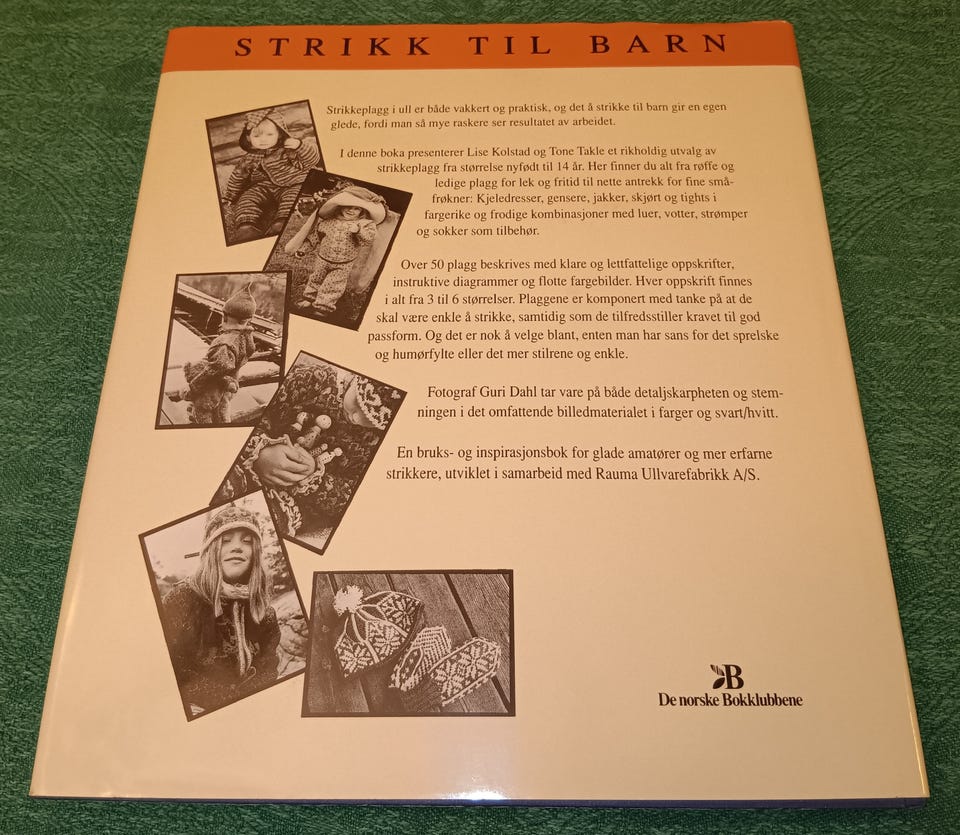 STRIKK TIL BARN
Strikkeplagg i ull er både vakkert og praktisk, og det å strikke til barn gir en egen
glede, fordi man så mye raskere ser resultatet av arbeidet.
I denne boka presenterer Lise Kolstad og Tone Takle et rikholdig utvalg av
strikkeplagg fra størrelse nyfødt til 14 år. Her finner du alt fra røffe og
ledige plagg for lek og fritid til nette antrekk for fine små-
frøkner: Kjeledresser, gensere, jakker, skjørt og tights i
fargerike og frodige kombinasjoner med luer, votter, strømper
og sokker som tilbehør.
Over 50 plagg beskrives med klare og lettfattelige oppskrifter,
instruktive diagrammer og flotte fargebilder. Hver oppskrift finnes
i alt fra 3 til 6 størrelser. Plaggene er komponert med tanke på at de
skal være enkle å strikke, samtidig som de tilfredsstiller kravet til god
passform. Og det er nok å velge blant, enten man har sans for det sprelske
og humørfylte eller det mer stilrene og enkle.
Fotograf Guri Dahl tar vare på både detaljskarpheten og stem-
ningen i det omfattende billedmaterialet i farger og svart/hvitt.
En bruks- og inspirasjonsbok for glade amatører og mer erfarne
strikkere, utviklet i samarbeid med Rauma Ullvarefabrikk A/S.
B
De norske Bokklubbene